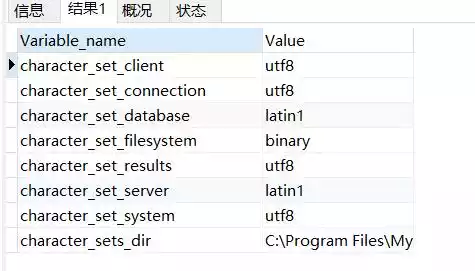 信息 结果1 概况 状态
Variable_name Value
character_set_client utf8
character_set_connection utf8
character_set_database latin1
character_set_filesystem binary
character_set_results utf8
character_set_server latin1
character_set_system utf8
character_sets_dir C:\Program Files\My